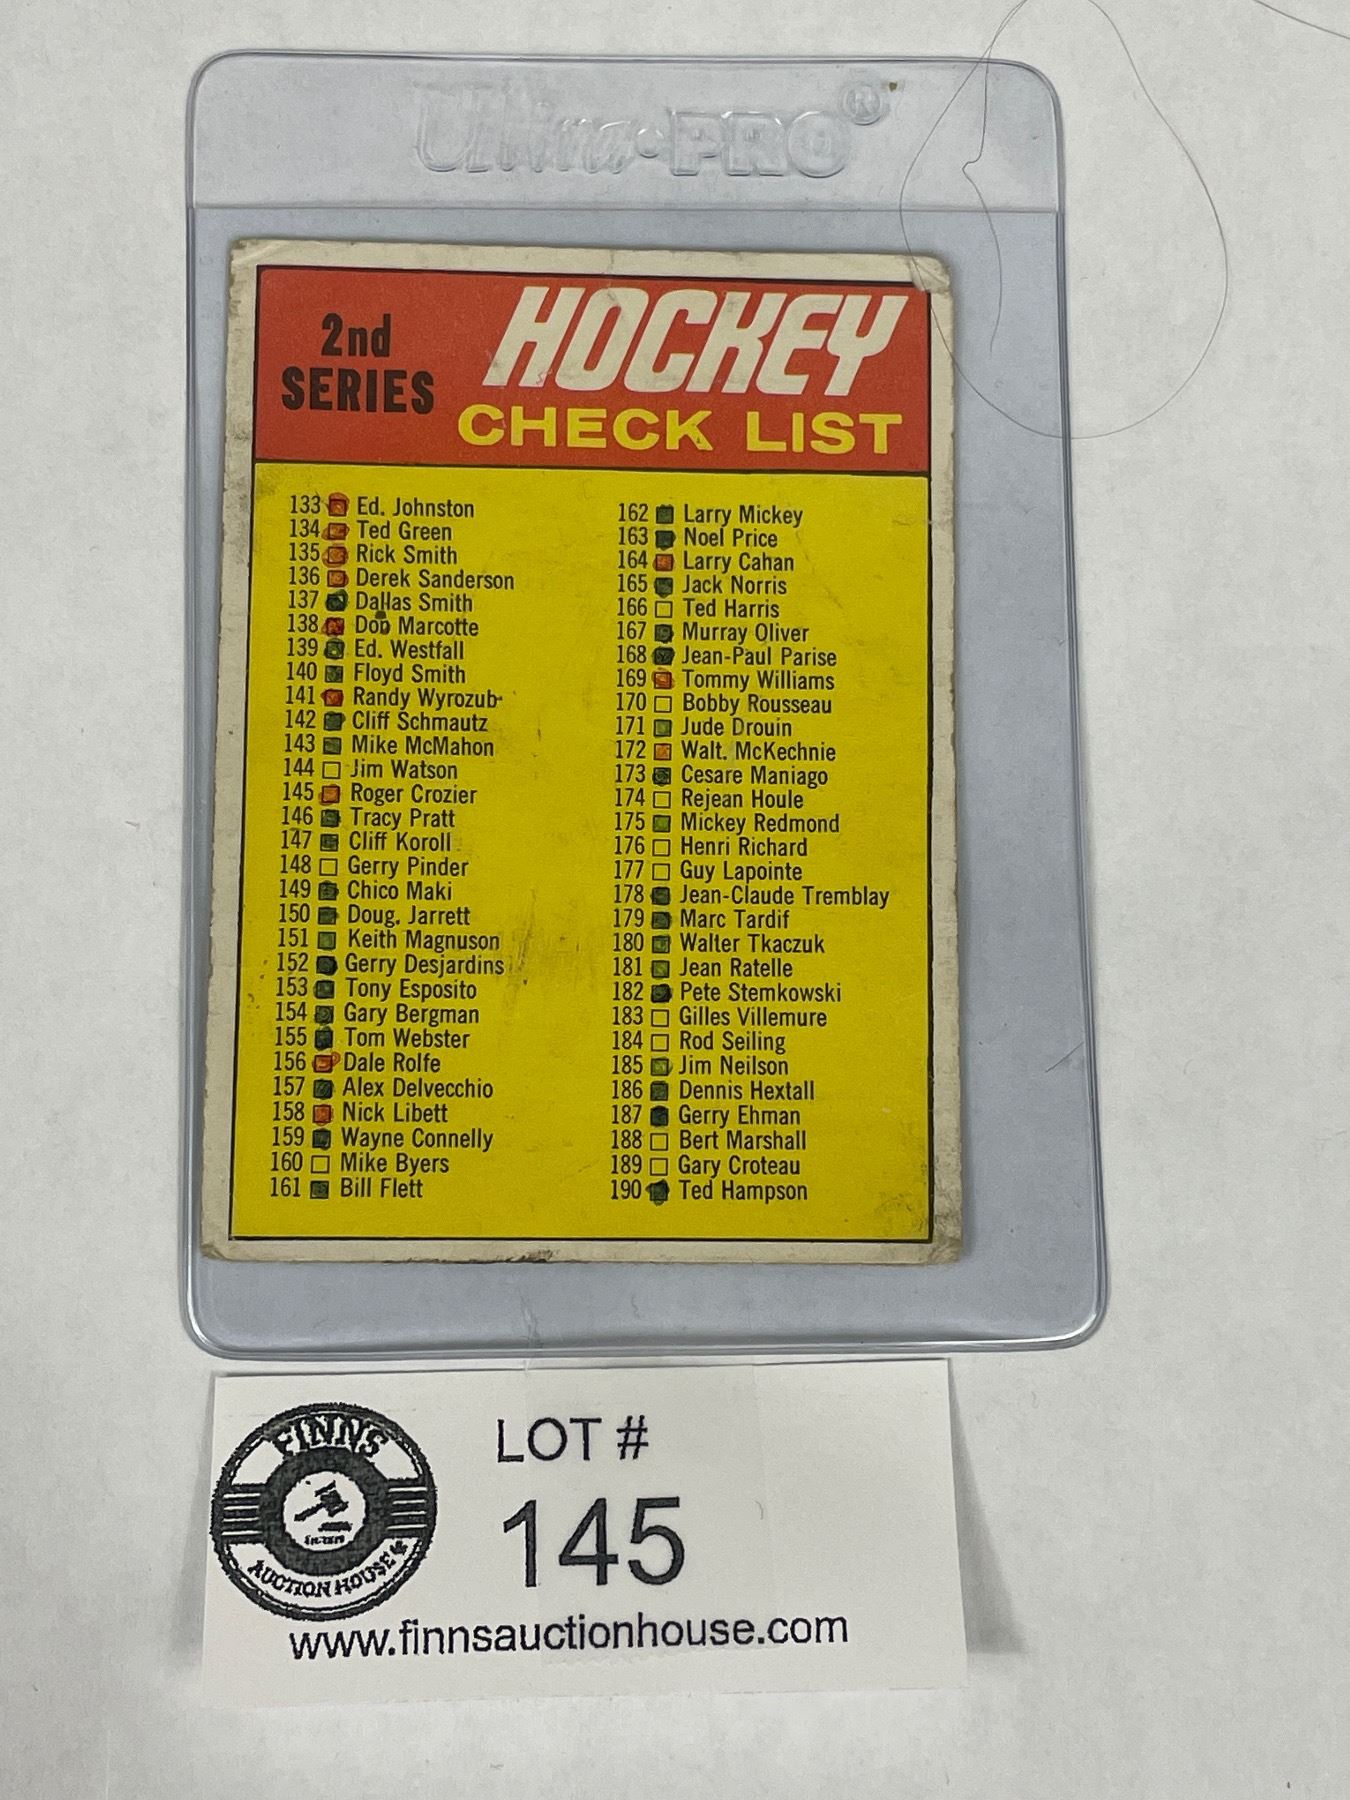 Ultra·PRO®
2nd SERIES
HOCKEY
CHECK LIST
133 Ed. Johnston
134 Ted Green
135 Rick Smith
136 Derek Sanderson
137 Dallas Smith
138 Don Marcotte
139 Ed. Westfall
140 Floyd Smith
141 Randy Wyrozub
142 Cliff Schmautz
143 Mike McMahon
144 Jim Watson
145 Roger Crozier
146 Tracy Pratt
147 Cliff Koroll
148 Gerry Pinder
149 Chico Maki
150 Doug. Jarrett
151 Keith Magnuson
152 Gerry Desjardins
153 Tony Esposito
154 Gary Bergman
155 Tom Webster
156 Dale Rolfe
157 Alex Delvecchio
158 Nick Libett
159 Wayne Connelly
160 Mike Byers
161 Bill Flett
162 Larry Mickey
163 Noel Price
164 Larry Cahan
165 Jack Norris
166 Ted Harris
167 Murray Oliver
168 Jean-Paul Parise
169 Tommy Williams
170 Bobby Rousseau
171 Jude Drouin
172 Walt. McKechnie
173 Cesare Maniago
174 Rejean Houle
175 Mickey Redmond
176 Henri Richard
177 Guy Lapointe
178 Jean-Claude Tremblay
179 Marc Tardif
180 Walter Tkaczuk
181 Jean Ratelle
182 Pete Stemkowski
183 Gilles Villemure
184 Rod Seiling
185 Jim Neilson
186 Dennis Hextall
187 Gerry Ehman
188 Bert Marshall
189 Gary Croteau
190 Ted Hampson
FINNS
AUCTION HOUSE
LOT #
145
www.finnsauctionhouse.com